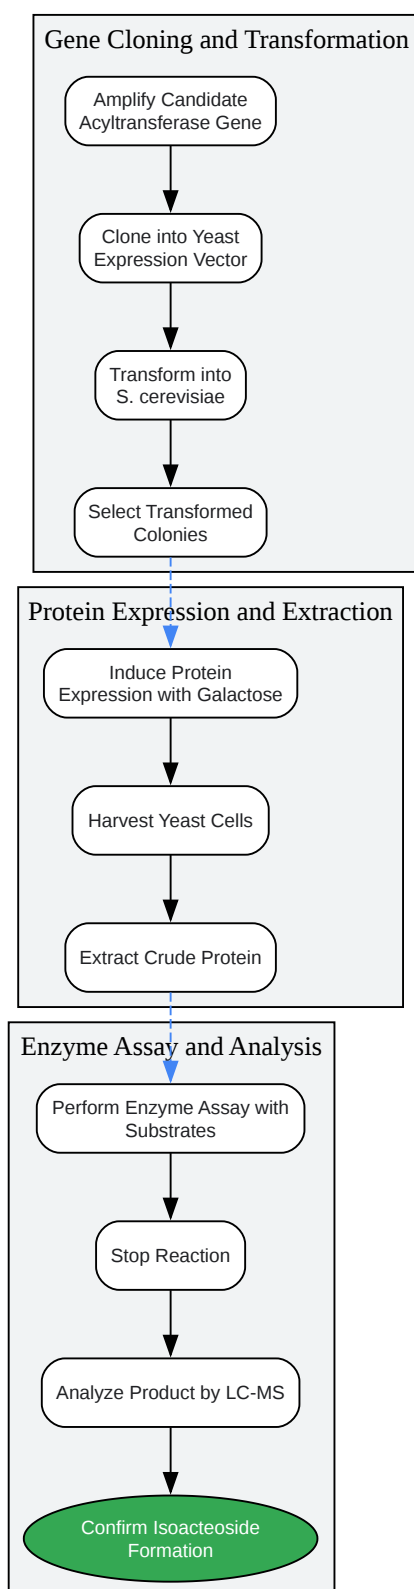 Gene Cloning and Transformation
Amplify Candidate
Acyltransferase Gene
Clone into Yeast
Expression Vector
Transform into
S. cerevisiae
Select Transformed
Colonies
Protein Expression and Extraction
Induce Protein
Expression with Galactose
Harvest Yeast Cells
Extract Crude Protein
Enzyme Assay and Analysis
Perform Enzyme Assay with
Substrates
Stop Reaction
Analyze Product by LC-MS
Confirm Isoacteoside
Formation